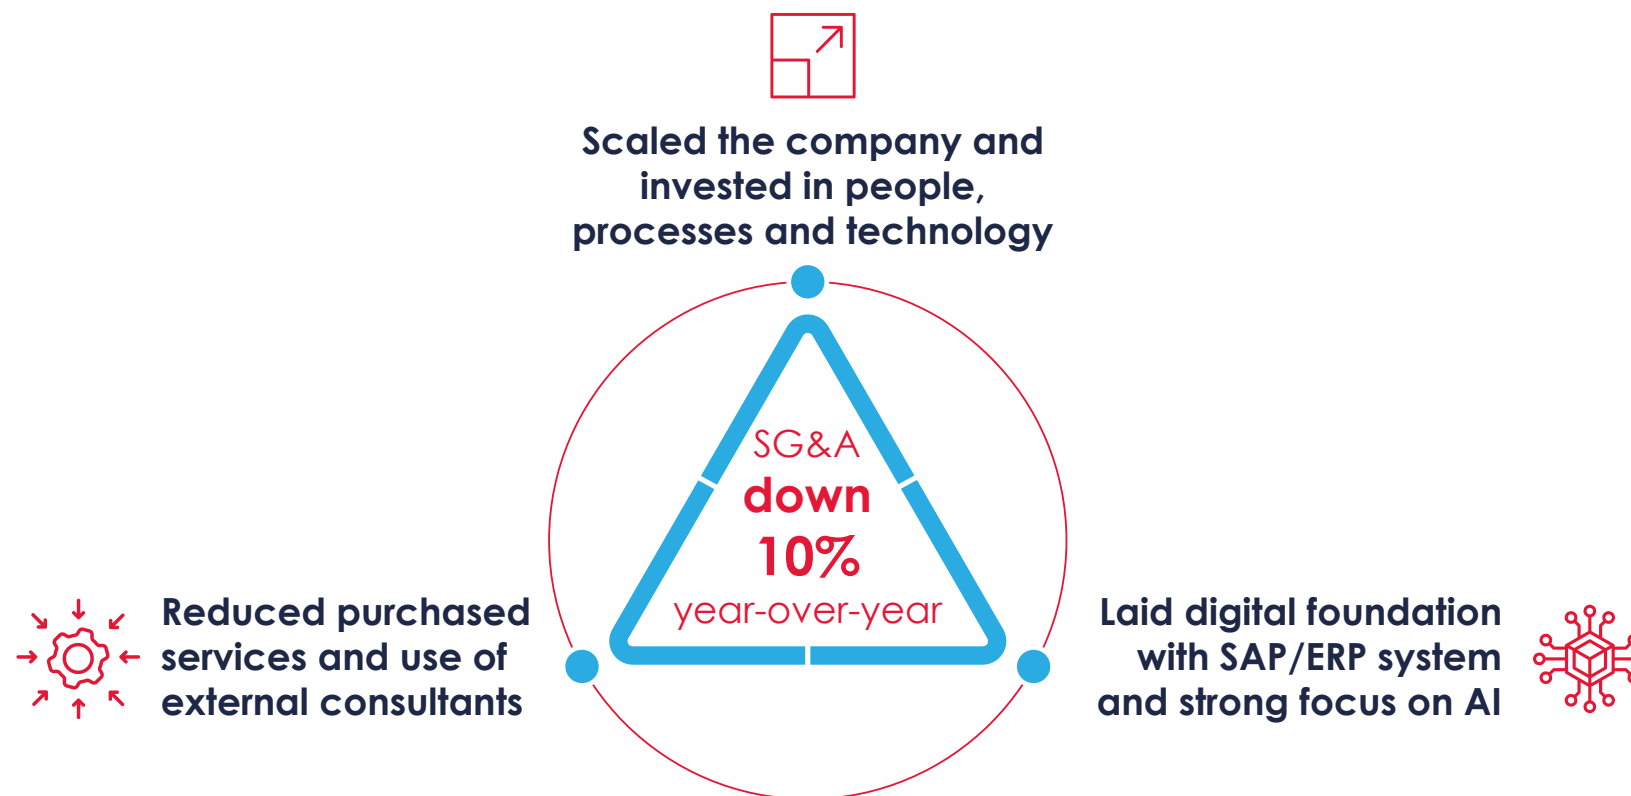 Scaled the company and
invested in people,
processes and technology
SG&A
down
10%
year-over-year
Reduced purchased
services and use of
external consultants
Laid digital foundation
with SAP/ERP system
and strong focus on AI